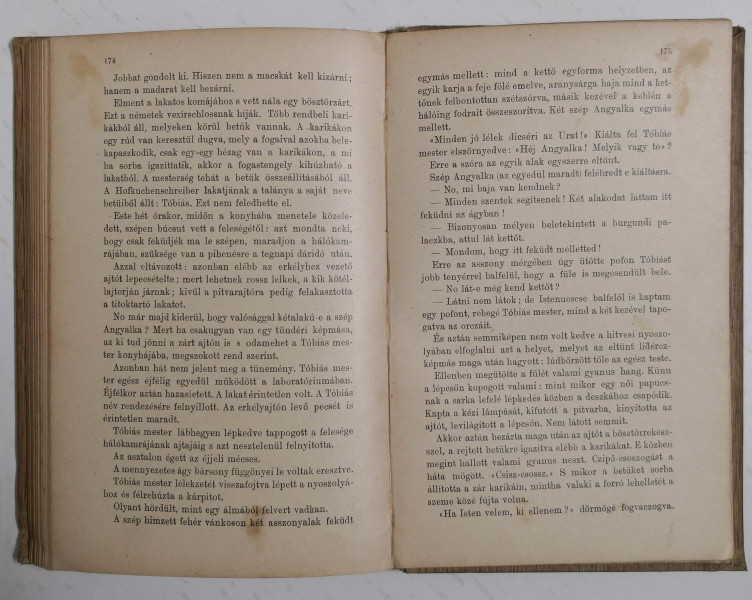 174
Jobbat gondolt ki. Hiszen nem a macskát kell kizárni;
hanem a madarat kell bezárni.
Elment a lakatos komájához s vett nála egy bösztörzárt.
Ezt a németek vexirschlossnak híják. Több rendbeli kari-
kákból áll, melyeken körül betük vannak. A karikákon
egy rúd van keresztül dugva, mely a fogaival azokba bele-
kapaszkodik, csak egy-egy hézag van a karikákon, a mi
ha sorba igazíttatik, akkor a fogastengely kihúzható a
lakatból. A mesterség tehát a betük összeállításából áll.
A Hofkuchenschreiber lakatjának a talánya a saját neve
betüiből állt: Tóbiás. Ezt nem feledhette el.
Este hét órakor, midőn a konyhába menetele közele-
dett, szépen búcsut vett a feleségétől: azt mondta neki,
hogy csak feküdjék ma le szépen, maradjon a hálókam-
rájában, szüksége van a pihenésre a tegnapi dáridó után.
Azzal eltávozott: azonban elébb az erkélyhez vezető
ajtót lepecsételte; mert lehetnek rossz lelkek, a kik kötél-
lajtorján járnak; kívül a pitvarajtóra pedig felakasztotta
a titoktartó lakatot.
No már majd kiderül, hogy valósággal kétalakú-e a szép
Angyalka? Mert ha csakugyan van egy tündéri képmása,
az ki tud jönni a zárt ajtón is s odamehet a Tóbiás mes-
ter konyhájába, megszokott rend szerint.
Azonban hát nem jelent meg a tünemény. Tóbiás mes-
ter egész éjfélig egyedül működött a laboratóriumában.
Éjfélkor aztán hazasietett. A lakat érintetlen volt. A Tóbiás
név rendezésére felnyíllott. Az erkélyajtón levő pecsét is
érintetlen maradt.
Tóbiás mester lábhegyen lépkedve tappogott a felesége
hálókamrájának ajtajáig s azt nesztelenül felnyitotta.
Az asztalon égett az éjjeli mécses.
A mennyezetes ágy bársony függönyei le voltak eresztve.
Tóbiás mester lélekzetét visszafojtva lépett a nyoszolyá-
hoz és félrehúzta a kárpitot.
Olyant hördült, mint egy álmából felvert vadkan.
A szép hímzett fehér vánkoson két asszonyalak feküdt
175
egymás mellett: mind a kettő egyforma helyzetben, az
egyik karja a feje fölé emelve, aranysárga haja mind a ket-
tőnek felbontottan szétszórva, másik kezével a keblén a
hálóing fodrait összeszorítva. Két szép Angyalka egymás
mellett.
«Minden jó lélek dicséri az Urat!» Kiálta fel Tóbiás
mester elszörnyedve: «Héj Angyalka! Melyik vagy te»?
Erre a szóra az egyik alak egyszerre eltünt.
Szép Angyalka (az egyedül maradt) felébredt e kiáltásra.
— No, mi baja van kendnek?
— Minden szentek segítsenek! Két alakodat láttam itt
feküdni az ágyban!
— Bizonyosan mélyen beletekintett a burgundi pa-
laczkba, attul lát kettőt.
— Mondom, hogy itt feküdt melletted!
Erre az asszony mérgében úgy ütötte pofon Tóbiást
jobb tenyérrel balfelül, hogy a füle is megcsendült bele.
— No lát-e még kend kettőt?
— Látni nem látok; de Istenucscse balfelől is kaptam
egy pofont, rebegé Tóbiás mester, mind a két kezével tapo-
gatva az orczáit.
És aztán semmiképen nem volt kedve a hitvesi nyoszo-
lyában elfoglalni azt a helyet, melyet az eltünt lidércz-
képmás maga után hagyott: lúdbőrzött tőle az egész teste.
Ellenben megütötte a fülét valami gyanus hang. Künn
a lépcsőn kopogott valami: mint mikor egy női papucs-
nak a sarka lefelé lépkedés közben a deszkához csapódik.
Kapta a kézi lámpását, kifutott a pitvarba, kinyitotta az
ajtót, levilágított a lépcsőn. Nem látott semmit.
Akkor aztán bezárta maga után az ajtót a bösztörrekesz-
szel, a rejtett betükre igazítva elébb a karikákat. E közben
megint hallott valami gyanus neszt. Czipő-csoszogást a
háta mögött. «Csisz-csossz.» S mikor a betüket sorba
állította a zár karikáin, mintha valaki a forró lehelletét a
szeme közé fújta volna.
«Ha Isten velem, ki ellenem?» dörmögé fogvaczogva.